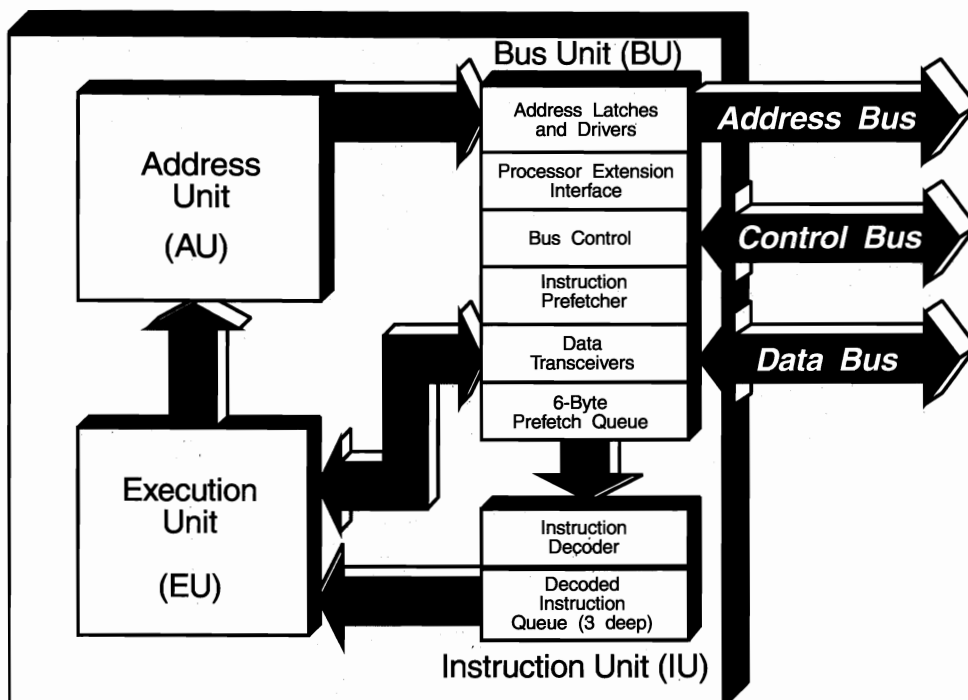 Bus Unit (BU)
Address Latches
and Drivers
Processor Extension
Interface
Bus Control
Instruction
Prefetcher
Data
Transceivers
6-Byte
Prefetch Queue
Address
Unit
(AU)
Execution
Unit
(EU)
Instruction
Decoder
Decoded
Instruction
Queue (3 deep)
Instruction Unit (IU)
Address Bus
Control Bus
Data Bus